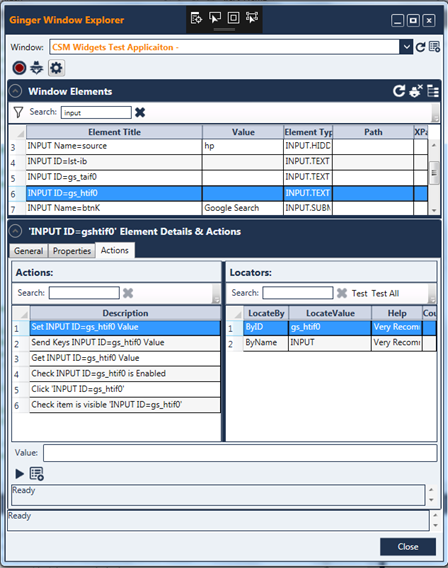 Ginger Window Explorer
Window: CSM Widgets Test Applicaiton -
Window Elements
Search: input
Element Title Value Element Typ Path XPa
3 INPUT Name=source hp INPUT.HIDD
4 INPUT ID=lst-ib INPUT.TEXT
5 INPUT ID=gs_taif0 INPUT.TEXT
6 INPUT ID=gs_htif0 INPUT.TEXT
7 INPUT Name=btnK Google Search INPUT.SUBM
'INPUT ID=gshtif0' Element Details & Actions
General Properties Actions
Actions:
Search:
Description
1 Set INPUT ID=gs_htif0 Value
2 Send Keys INPUT ID=gs_htif0 Value
3 Get INPUT ID=gs_htif0 Value
4 Check INPUT ID=gs_htif0 is Enabled
5 Click 'INPUT ID=gs_htif0'
6 Check item is visible 'INPUT ID=gs_htif0'
Locators:
Search: Test Test All
LocateBy LocateValue Help Cou
1 ByID gs_htif0 Very Recomr
2 ByName INPUT Very Recomr
Value:
Ready
Ready
Close